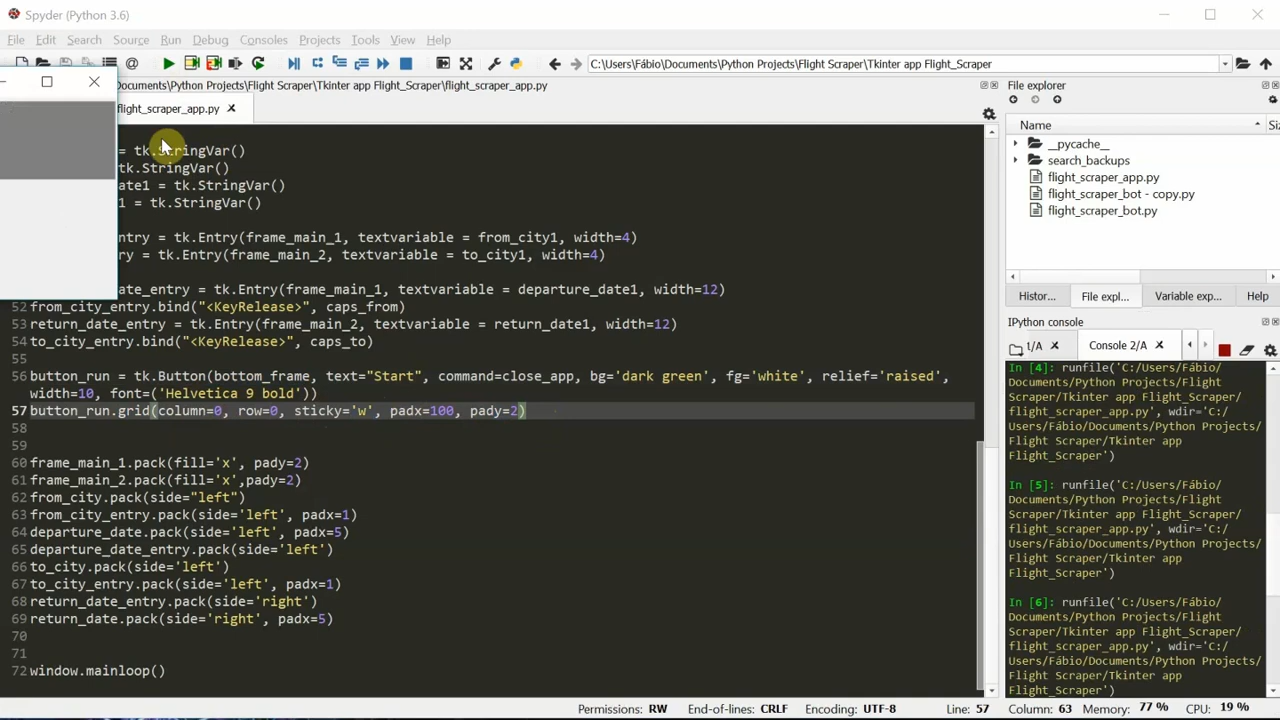 Spyder (Python 3.6)
File Edit Search Source Run Debug Consoles Projects Tools View Help
C:\Users\Fábio\Documents\Python Projects\Flight Scraper\Tkinter app Flight_Scraper
Documents\Python Projects\Flight Scraper\Tkinter app Flight_Scraper\flight_scraper_app.py
flight_scraper_app.py
= tk.StringVar()
tk.StringVar()
ate1 = tk.StringVar()
1 = tk.StringVar()
ntry = tk.Entry(frame_main_1, textvariable = from_city1, width=4)
ry = tk.Entry(frame_main_2, textvariable = to_city1, width=4)
date_entry = tk.Entry(frame_main_1, textvariable = departure_date1, width=12)
52 from_city_entry.bind("<KeyRelease>", caps_from)
53 return_date_entry = tk.Entry(frame_main_2, textvariable = return_date1, width=12)
54 to_city_entry.bind("<KeyRelease>", caps_to)
55
56 button_run = tk.Button(bottom_frame, text="Start", command=close_app, bg='dark green', fg='white', relief='raised',
width=10, font=('Helvetica 9 bold'))
57 button_run.grid(column=0, row=0, sticky='w', padx=100, pady=2)
58
59
60 frame_main_1.pack(fill='x', pady=2)
61 frame_main_2.pack(fill='x',pady=2)
62 from_city.pack(side="left")
63 from_city_entry.pack(side='left', padx=1)
64 departure_date.pack(side='left', padx=5)
65 departure_date_entry.pack(side='left')
66 to_city.pack(side='left')
67 to_city_entry.pack(side='left', padx=1)
68 return_date_entry.pack(side='right')
69 return_date.pack(side='right', padx=5)
70
71
72 window.mainloop()
File explorer
Name
Si
__pycache__
search_backups
flight_scraper_app.py
flight_scraper_bot - copy.py
flight_scraper_bot.py
Histor... File expl... Variable exp... Help
IPython console
1/A Console 2/A
In [4]: runfile('C:/Users/Fábio/
Documents/Python Projects/Flight
Scraper/Tkinter app Flight_Scraper/
flight_scraper_app.py', wdir='C:/
Users/Fábio/Documents/Python Projects/
Flight Scraper/Tkinter app
Flight_Scraper')
In [5]: runfile('C:/Users/Fábio/
Documents/Python Projects/Flight
Scraper/Tkinter app Flight_Scraper/
flight_scraper_app.py', wdir='C:/
Users/Fábio/Documents/Python Projects/
Flight Scraper/Tkinter app
Flight_Scraper')
In [6]: runfile('C:/Users/Fábio/
Documents/Python Projects/Flight
Scraper/Tkinter app Flight_Scraper/
flight_scraper_app.py', wdir='C:/
Users/Fábio/Documents/Python Projects/
Flight Scraper/Tkinter app
Flight_Scraper')
Permissions: RW End-of-lines: CRLF Encoding: UTF-8 Line: 57 Column: 63 Memory: 77 % CPU: 19 %